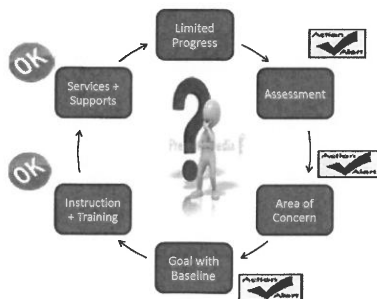 Limited
Progress
Action
Alert
OK
Services +
Supports
Assessment
OK
Action
Alert
Instruction
+ Training
Area of
Concern
Goal with
Baseline
Action
Alert